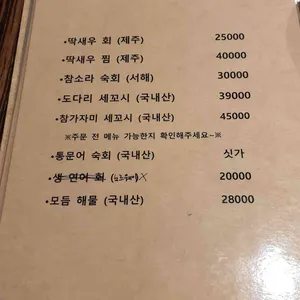 •딱새우 회 (제주) 25000
•딱새우 찜 (제주) 40000
•참소라 숙회 (서해) 30000
•도다리 세꼬시 (국내산) 39000
•참가자미 세꼬시 (국내산) 45000
※주문 전 메뉴 가능한지 확인해주세요~※
•통문어 숙회 (국내산) 싯가
•생 연어 회 (노르웨이) X 20000
•모듬 해물 (국내산) 28000